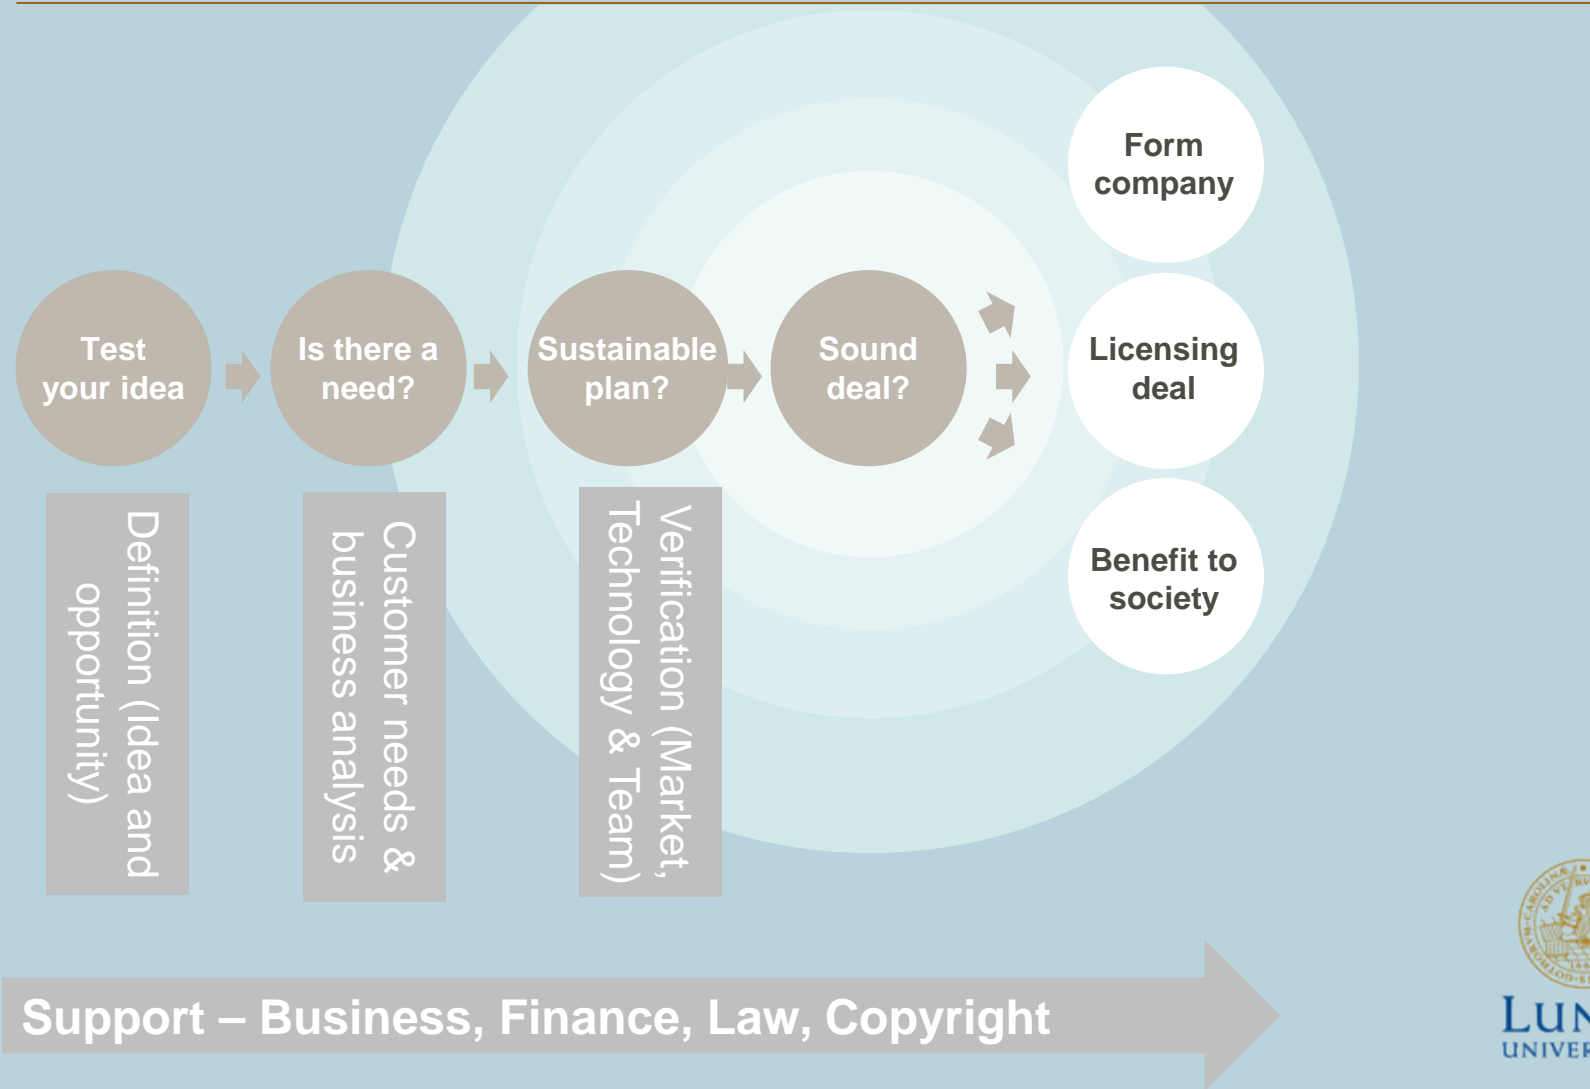 Form
company
Test
your idea
Is there a
need?
Sustainable
plan?
Sound
deal?
Licensing
deal
Benefit to
society
Definition (Idea and
opportunity)
Customer needs &
business analysis
Verification (Market,
Technology & Team)
Support – Business, Finance, Law, Copyright